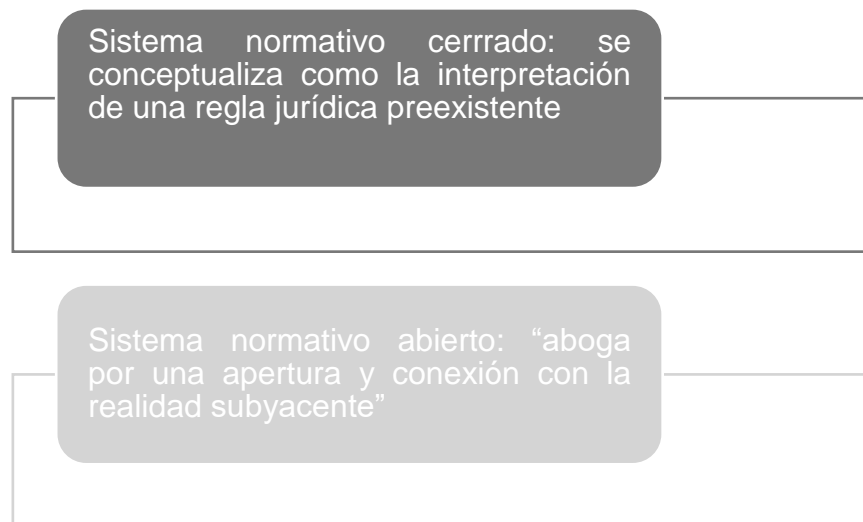 Sistema normativo cerrrado: se
conceptualiza como la interpretación
de una regla jurídica preexistente
Sistema normativo abierto: “aboga
por una apertura y conexión con la
realidad subyacente”